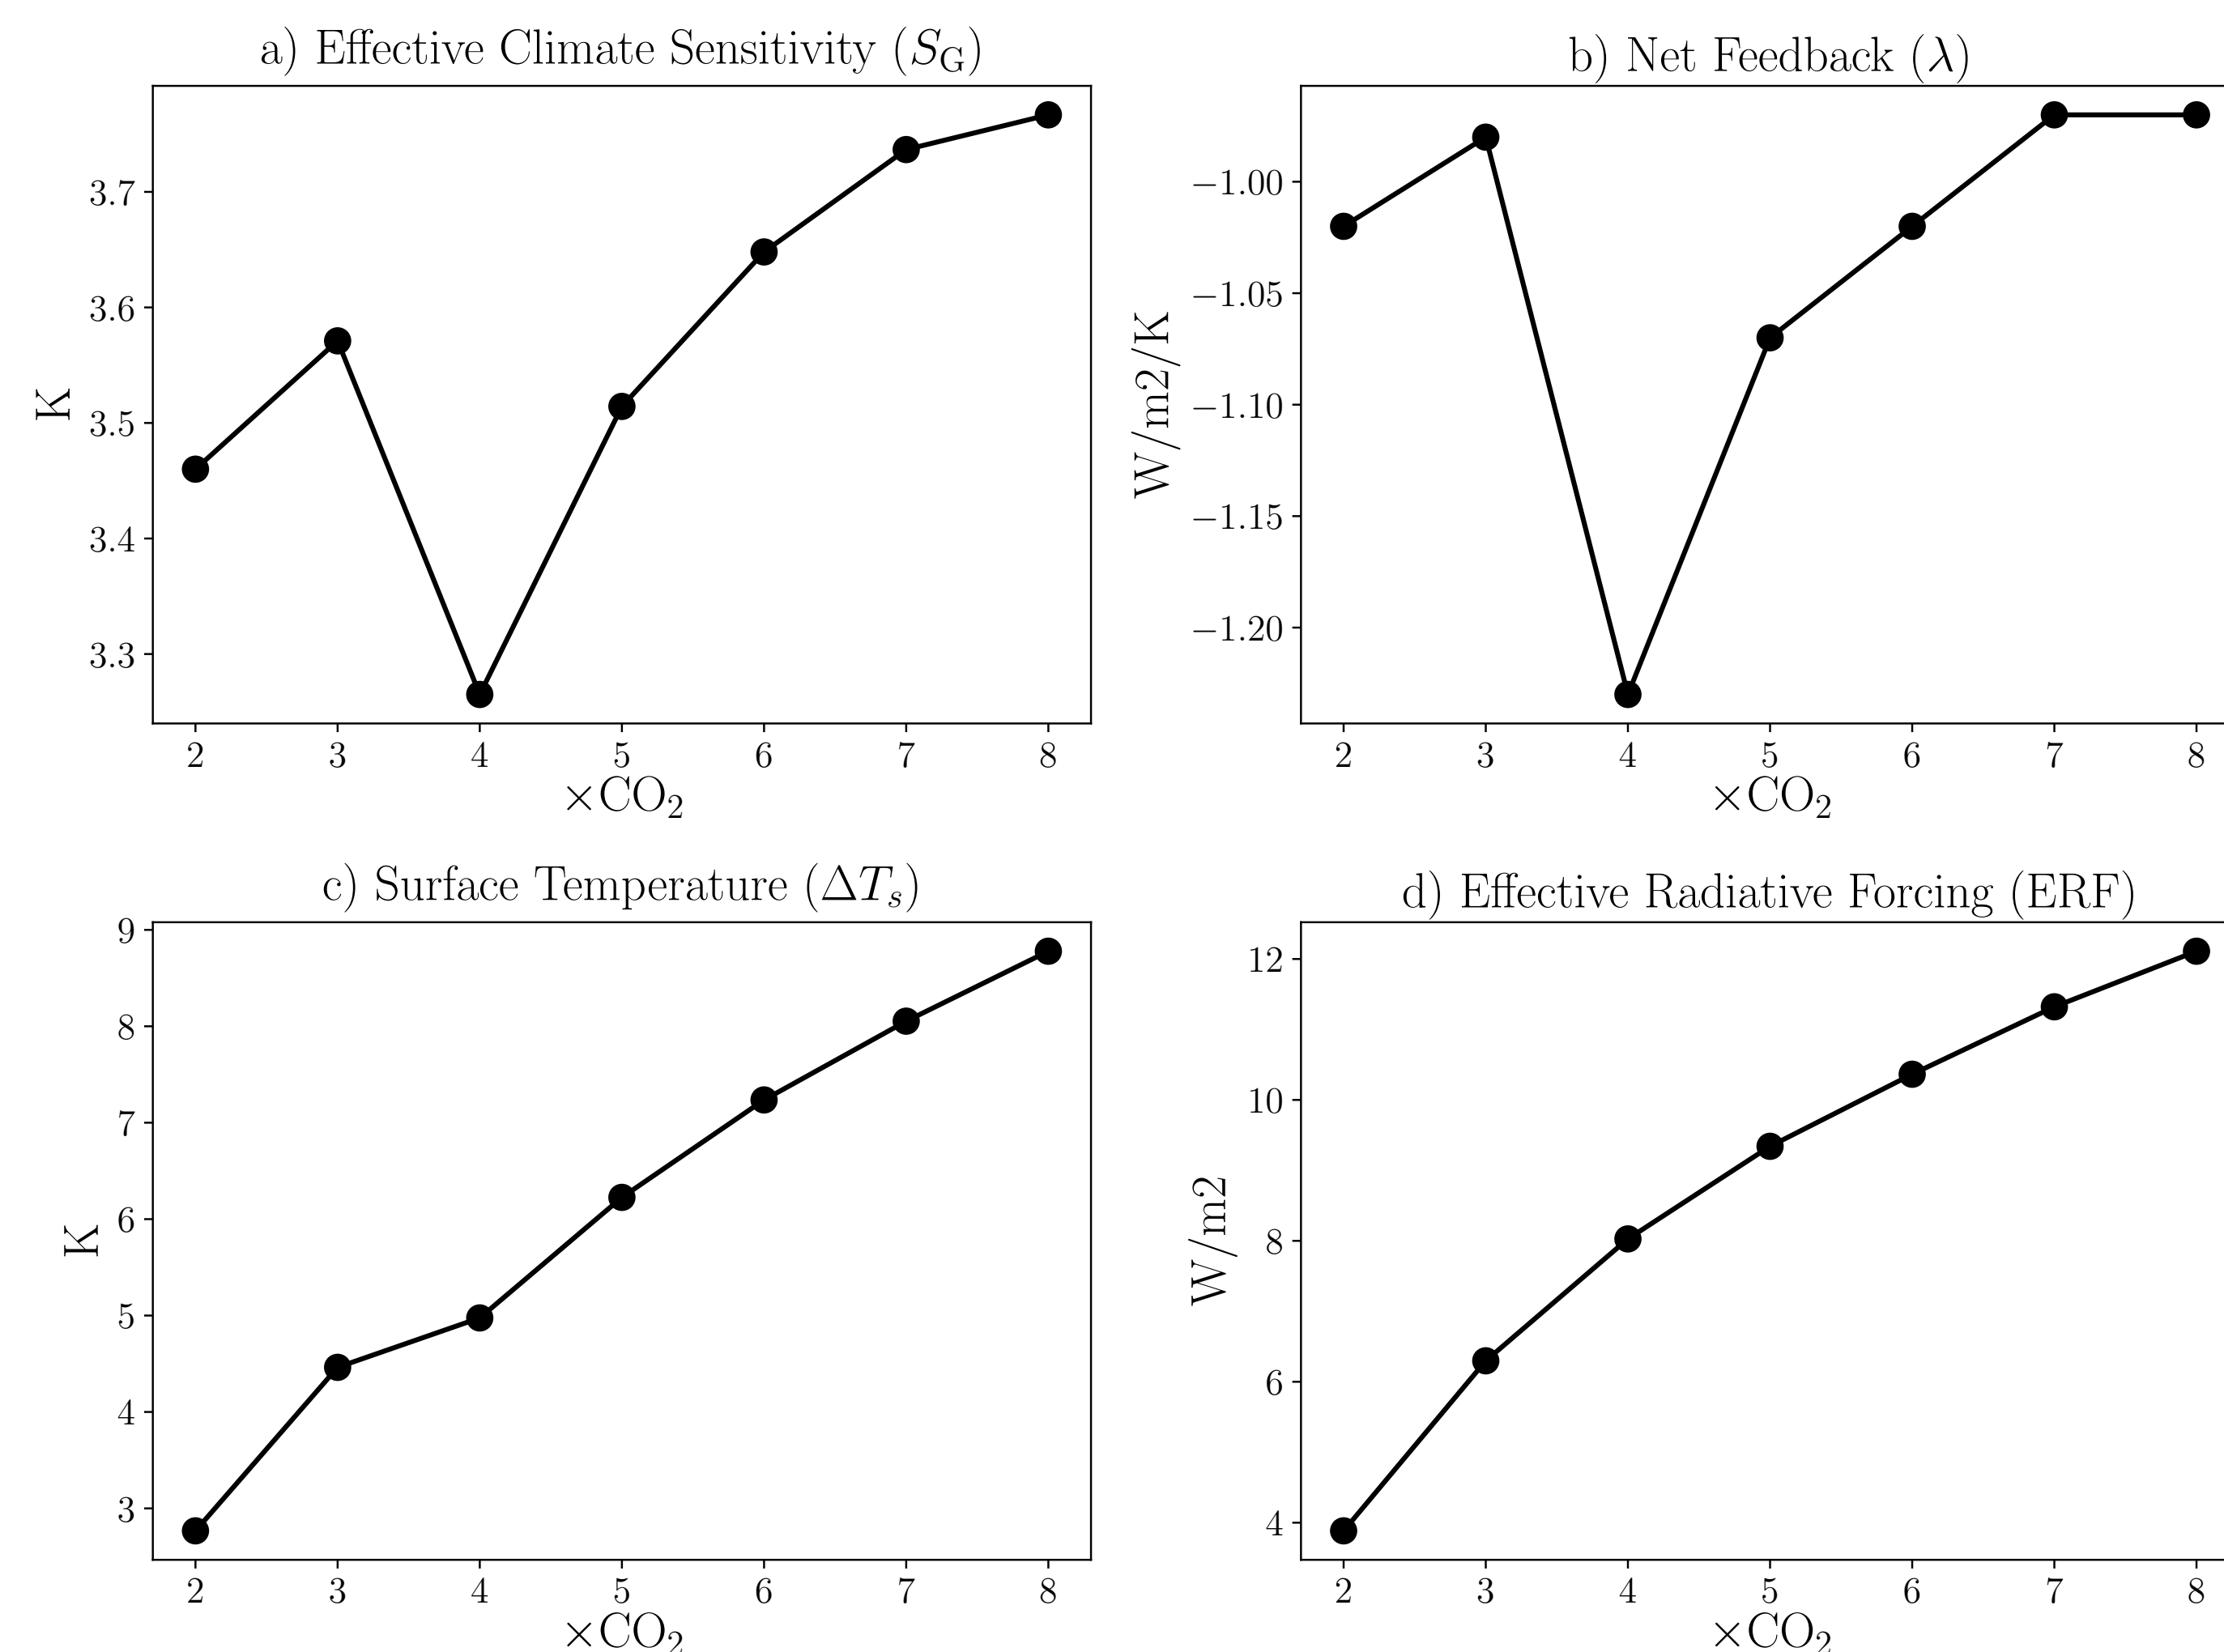 a) Effective Climate Sensitivity (S_G)
K
3.7
3.6
3.5
3.4
3.3
2 3 4 5 6 7 8
×CO₂
b) Net Feedback (λ)
W/m2/K
−1.00
−1.05
−1.10
−1.15
−1.20
2 3 4 5 6 7 8
×CO₂
c) Surface Temperature (ΔTₛ)
K
9
8
7
6
5
4
3
2 3 4 5 6 7 8
×CO₂
d) Effective Radiative Forcing (ERF)
W/m2
12
10
8
6
4
2 3 4 5 6 7 8
×CO₂